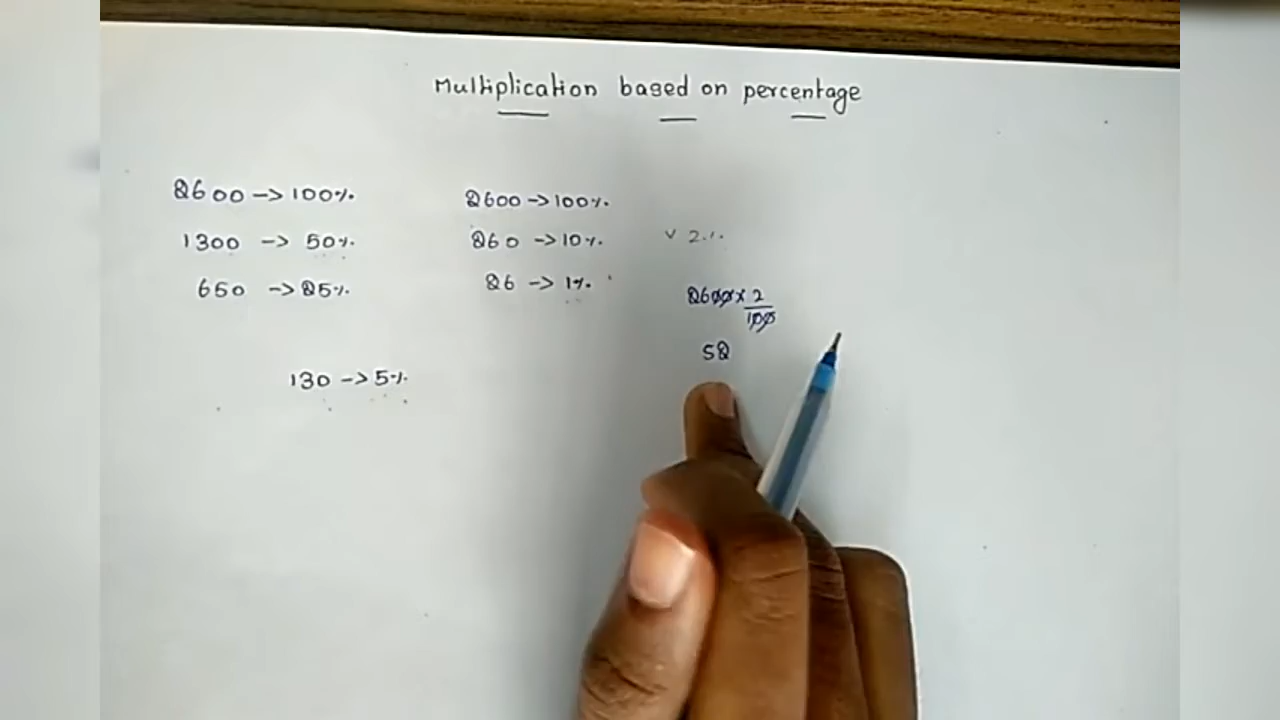 Multiplication based on percentage
2600 -> 100%
1300 -> 50%
650 -> 25%
130 -> 5%
2600 -> 100%
260 -> 10%
26 -> 1%
v 2%
2600 x 2
100
52